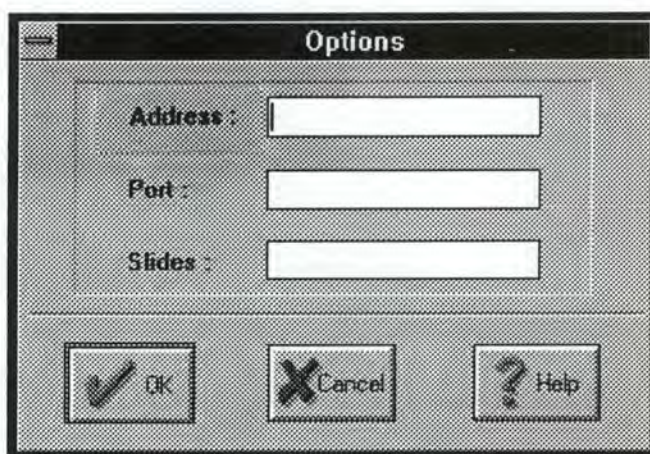 Options
Address :
Port :
Slides :
OK Cancel Help